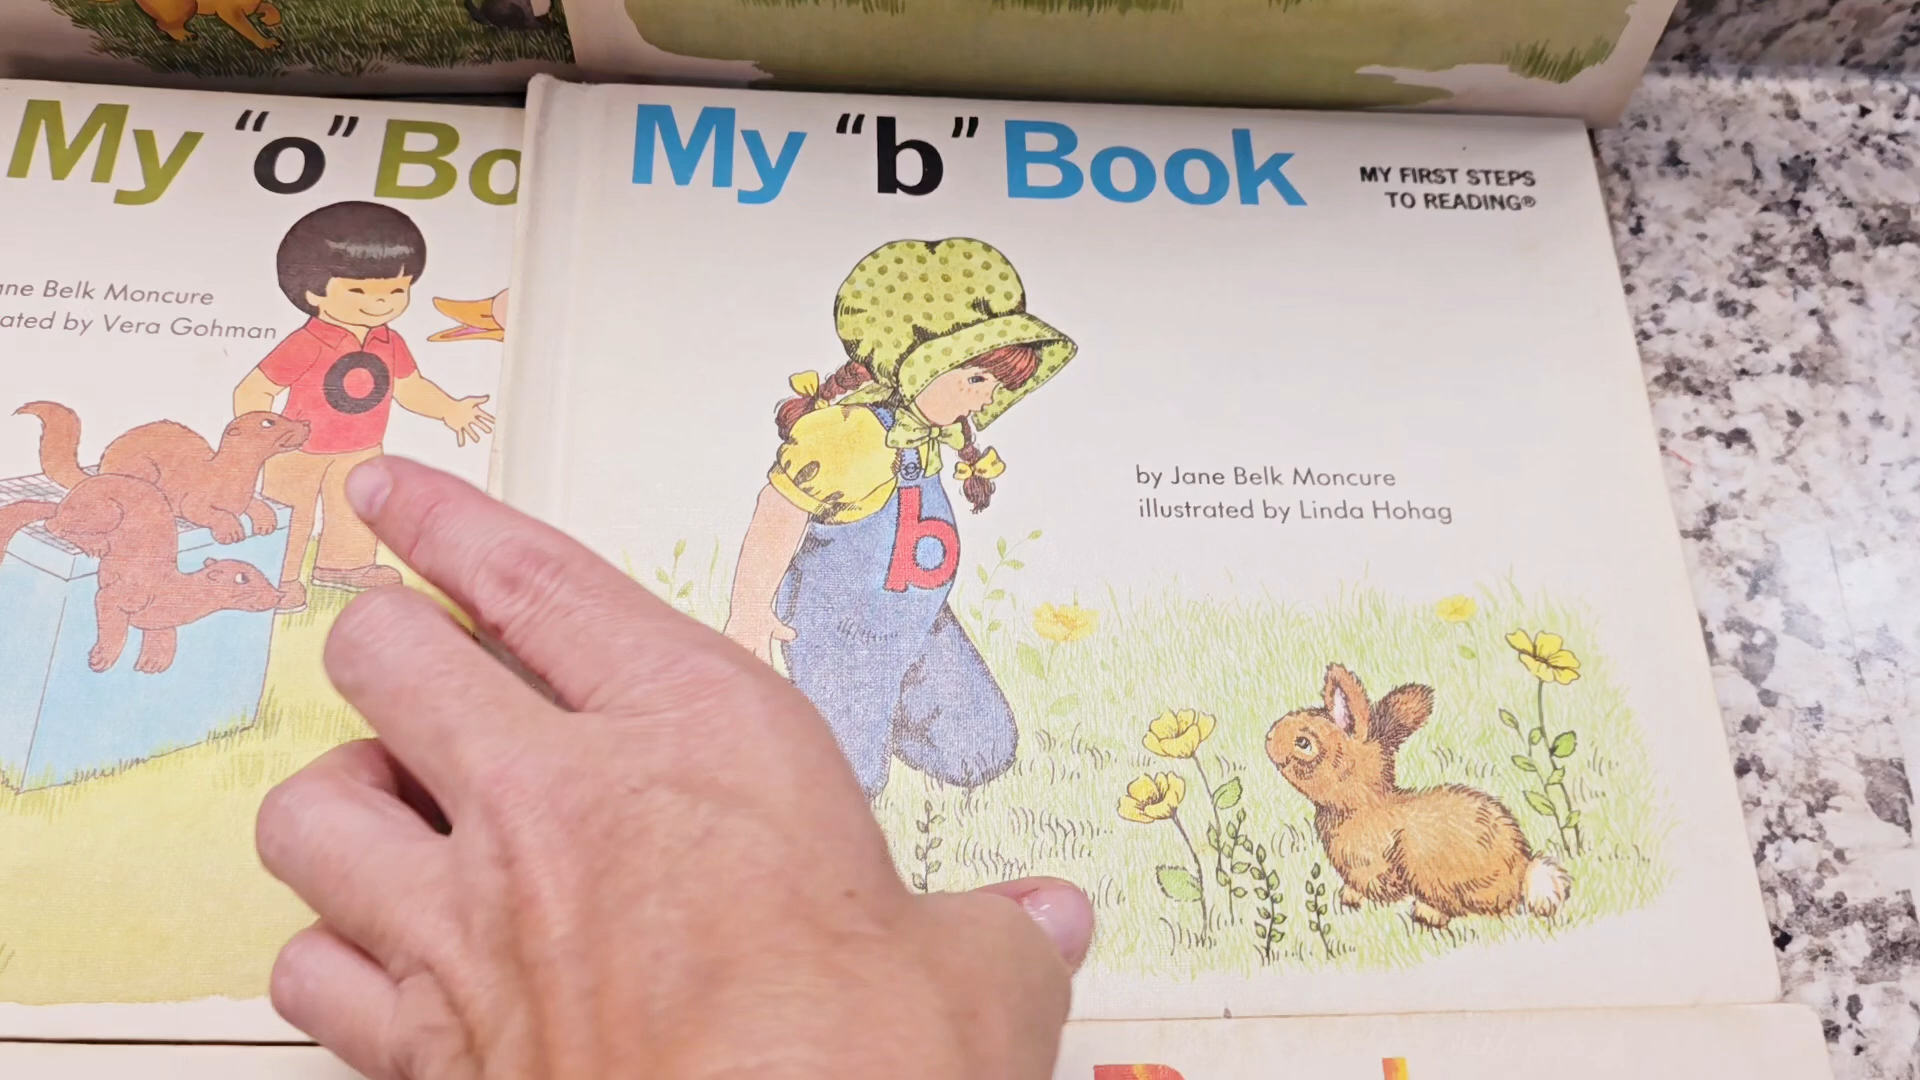 My "o" Bo
Jane Belk Moncure
ated by Vera Gohman
o
My "b" Book
MY FIRST STEPS
TO READING®
by Jane Belk Moncure
illustrated by Linda Hohag
b